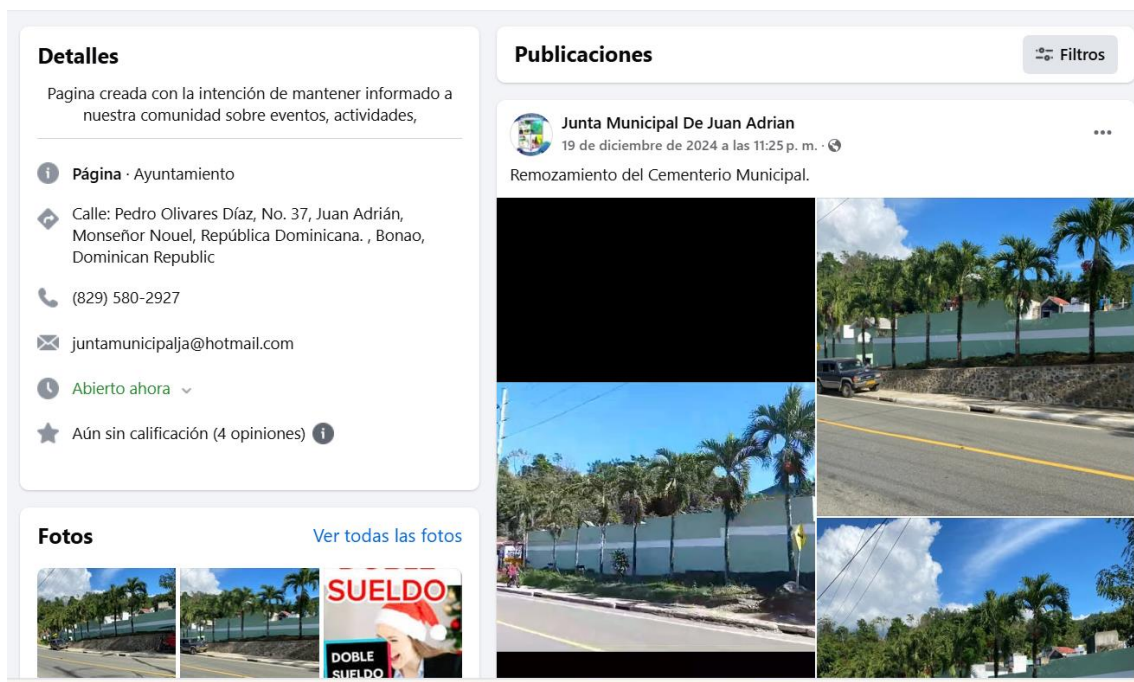 Detalles
Pagina creada con la intención de mantener informado a
nuestra comunidad sobre eventos, actividades,
Página · Ayuntamiento
Calle: Pedro Olivares Díaz, No. 37, Juan Adrián,
Monseñor Nouel, República Dominicana. , Bonao,
Dominican Republic
(829) 580-2927
juntamunicipalja@hotmail.com
Abierto ahora
Aún sin calificación (4 opiniones)
Fotos
Ver todas las fotos
DOBLE
SUELDO
DOBLE
SUELDO
Publicaciones
Filtros
Junta Municipal De Juan Adrian
19 de diciembre de 2024 a las 11:25 p. m. ·
Remozamiento del Cementerio Municipal.